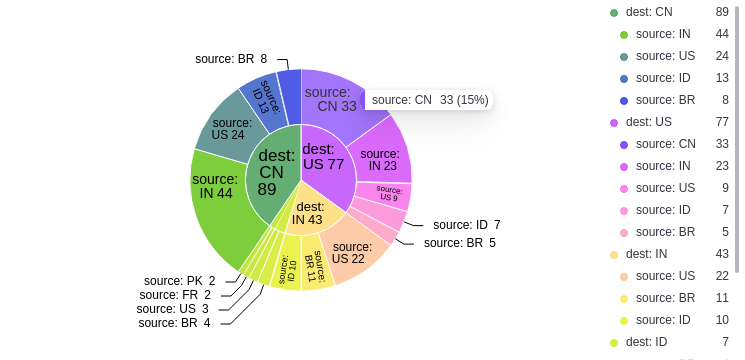 source: BR 8
source:
CN 33
source: CN 33 (15%)
source:
ID 13
source:
US 24
dest:
CN
89
dest:
US 77
source:
IN 23
source:
IN 44
source:
US 9
dest:
IN 43
source: ID 7
source: BR 5
source:
US 22
source:
BR 11
source:
ID 10
source: PK 2
source: FR 2
source: US 3
source: BR 4
dest: CN 89
source: IN 44
source: US 24
source: ID 13
source: BR 8
dest: US 77
source: CN 33
source: IN 23
source: US 9
source: ID 7
source: BR 5
dest: IN 43
source: US 22
source: BR 11
source: ID 10
dest: ID 7